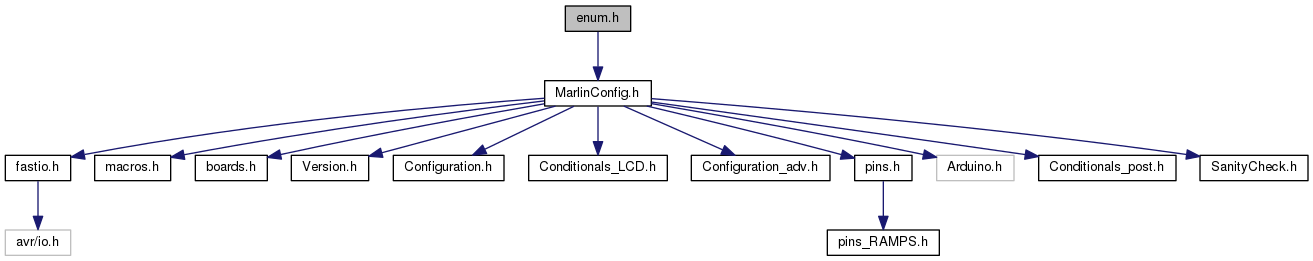 enum.h
MarlinConfig.h
fastio.h
macros.h
boards.h
Version.h
Configuration.h
Conditionals_LCD.h
Configuration_adv.h
pins.h
Arduino.h
Conditionals_post.h
SanityCheck.h
avr/io.h
pins_RAMPS.h